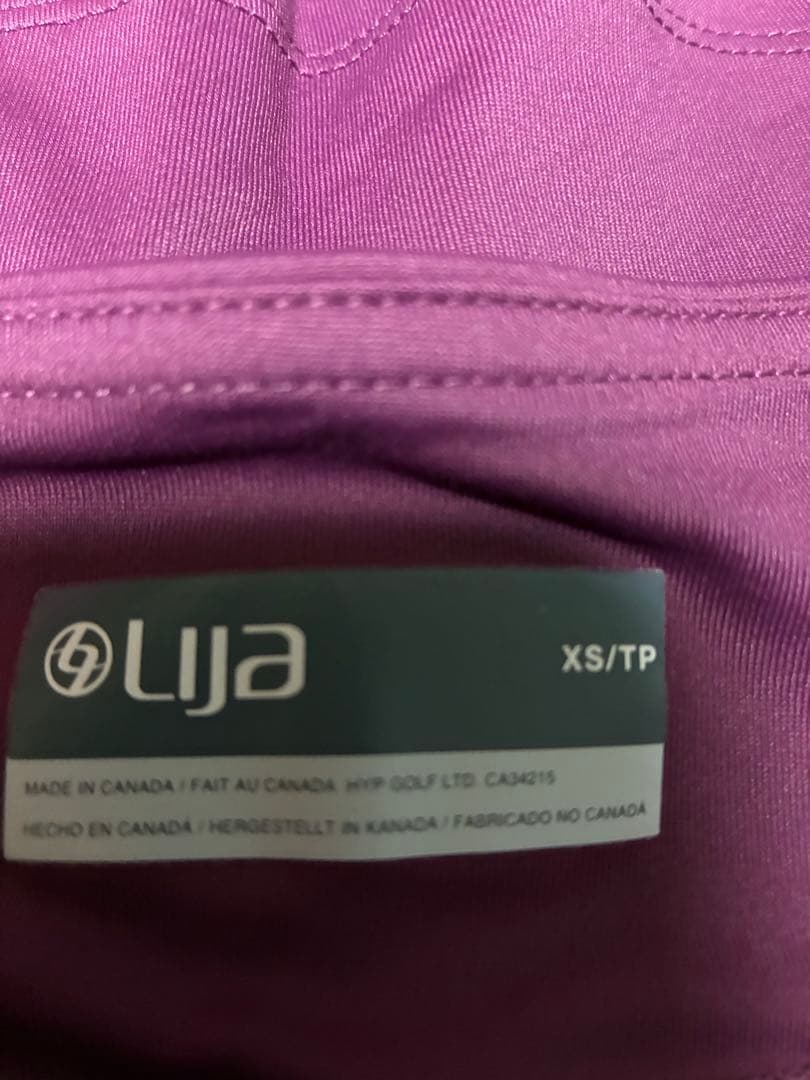 Lija
XS/TP
MADE IN CANADA / FAIT AU CANADA HYP GOLF LTD. CA34215
HECHO EN CANADÁ / HERGESTELLT IN KANADA / FABRICADO NO CANADÁ